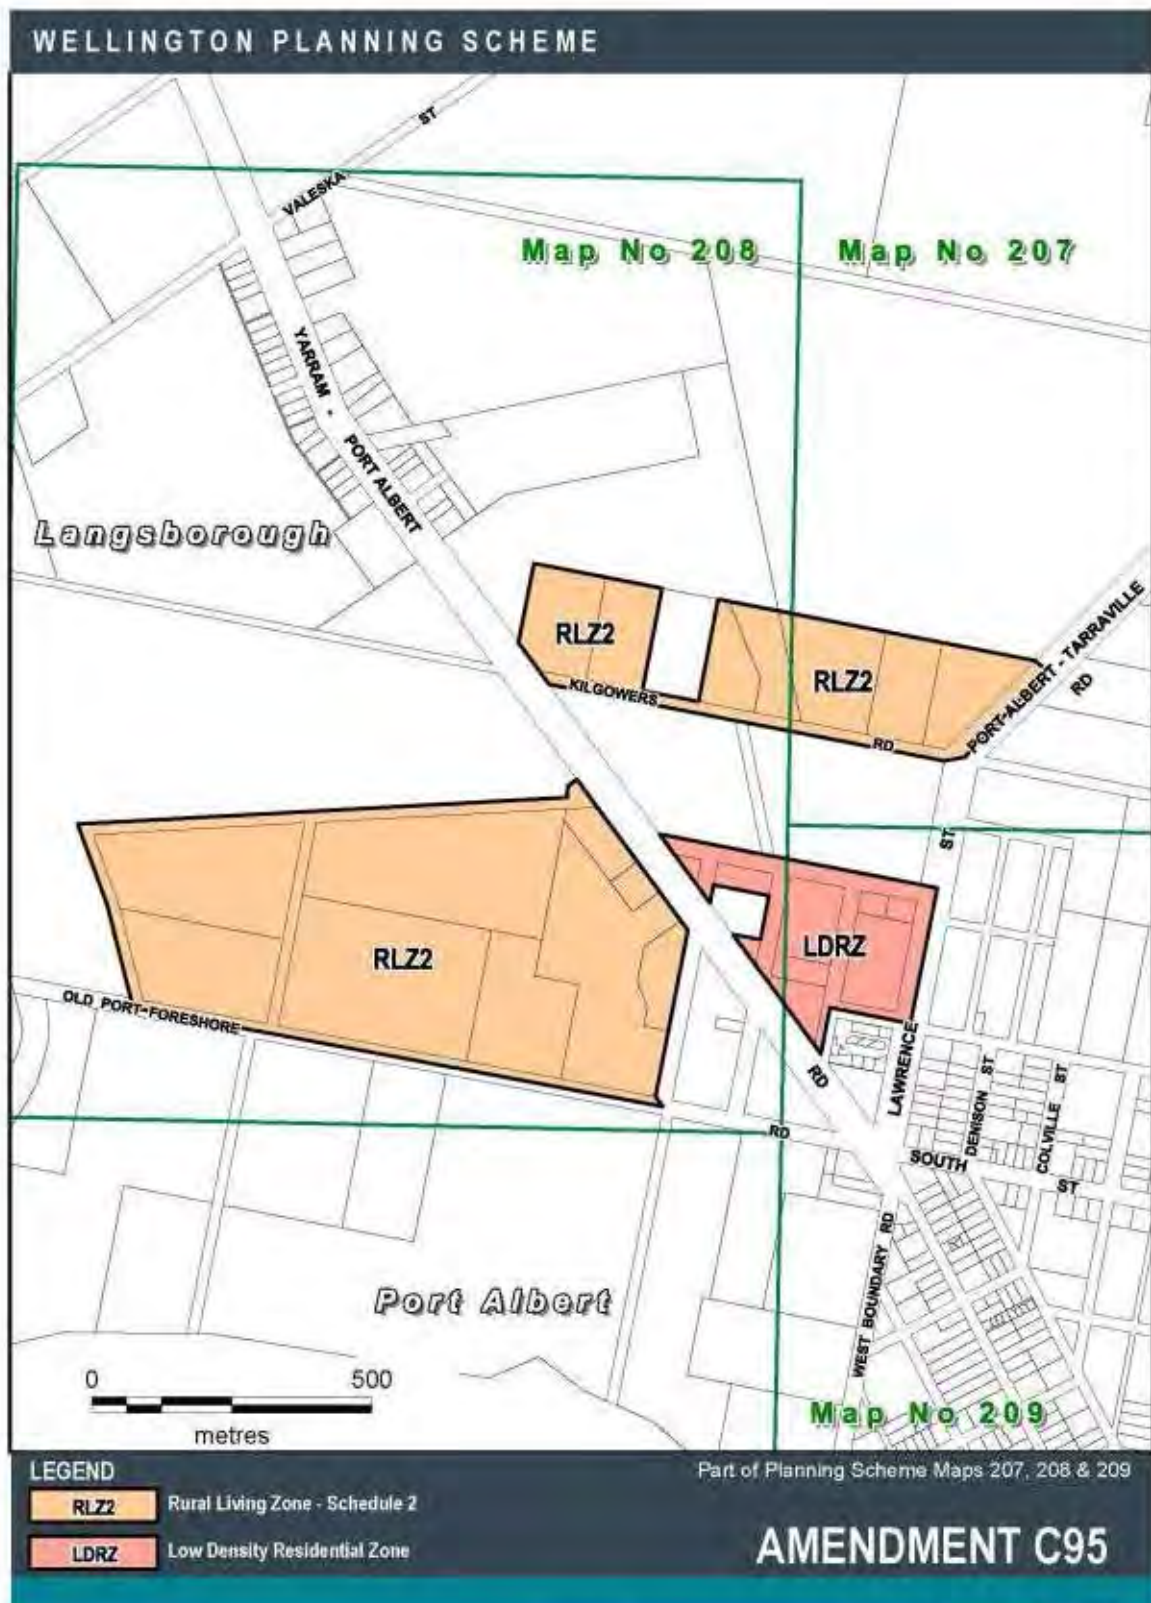 WELLINGTON PLANNING SCHEME
ST
VALESKA
Map No 208
Map No 207
YARRAM - PORT ALBERT
Langsborough
RLZ2
KILGOWERS
RLZ2
RD
PORT-ALBERT - TARRAVILLE
RD
ST
RLZ2
LDRZ
OLD PORT-FORESHORE
RD
LAWRENCE
DENISON ST
COLVILLE ST
RD
SOUTH
ST
WEST BOUNDARY RD
Port Albert
0 500
metres
Map No 209
LEGEND
Part of Planning Scheme Maps 207, 208 & 209
RLZ2 Rural Living Zone - Schedule 2
LDRZ Low Density Residential Zone
AMENDMENT C95